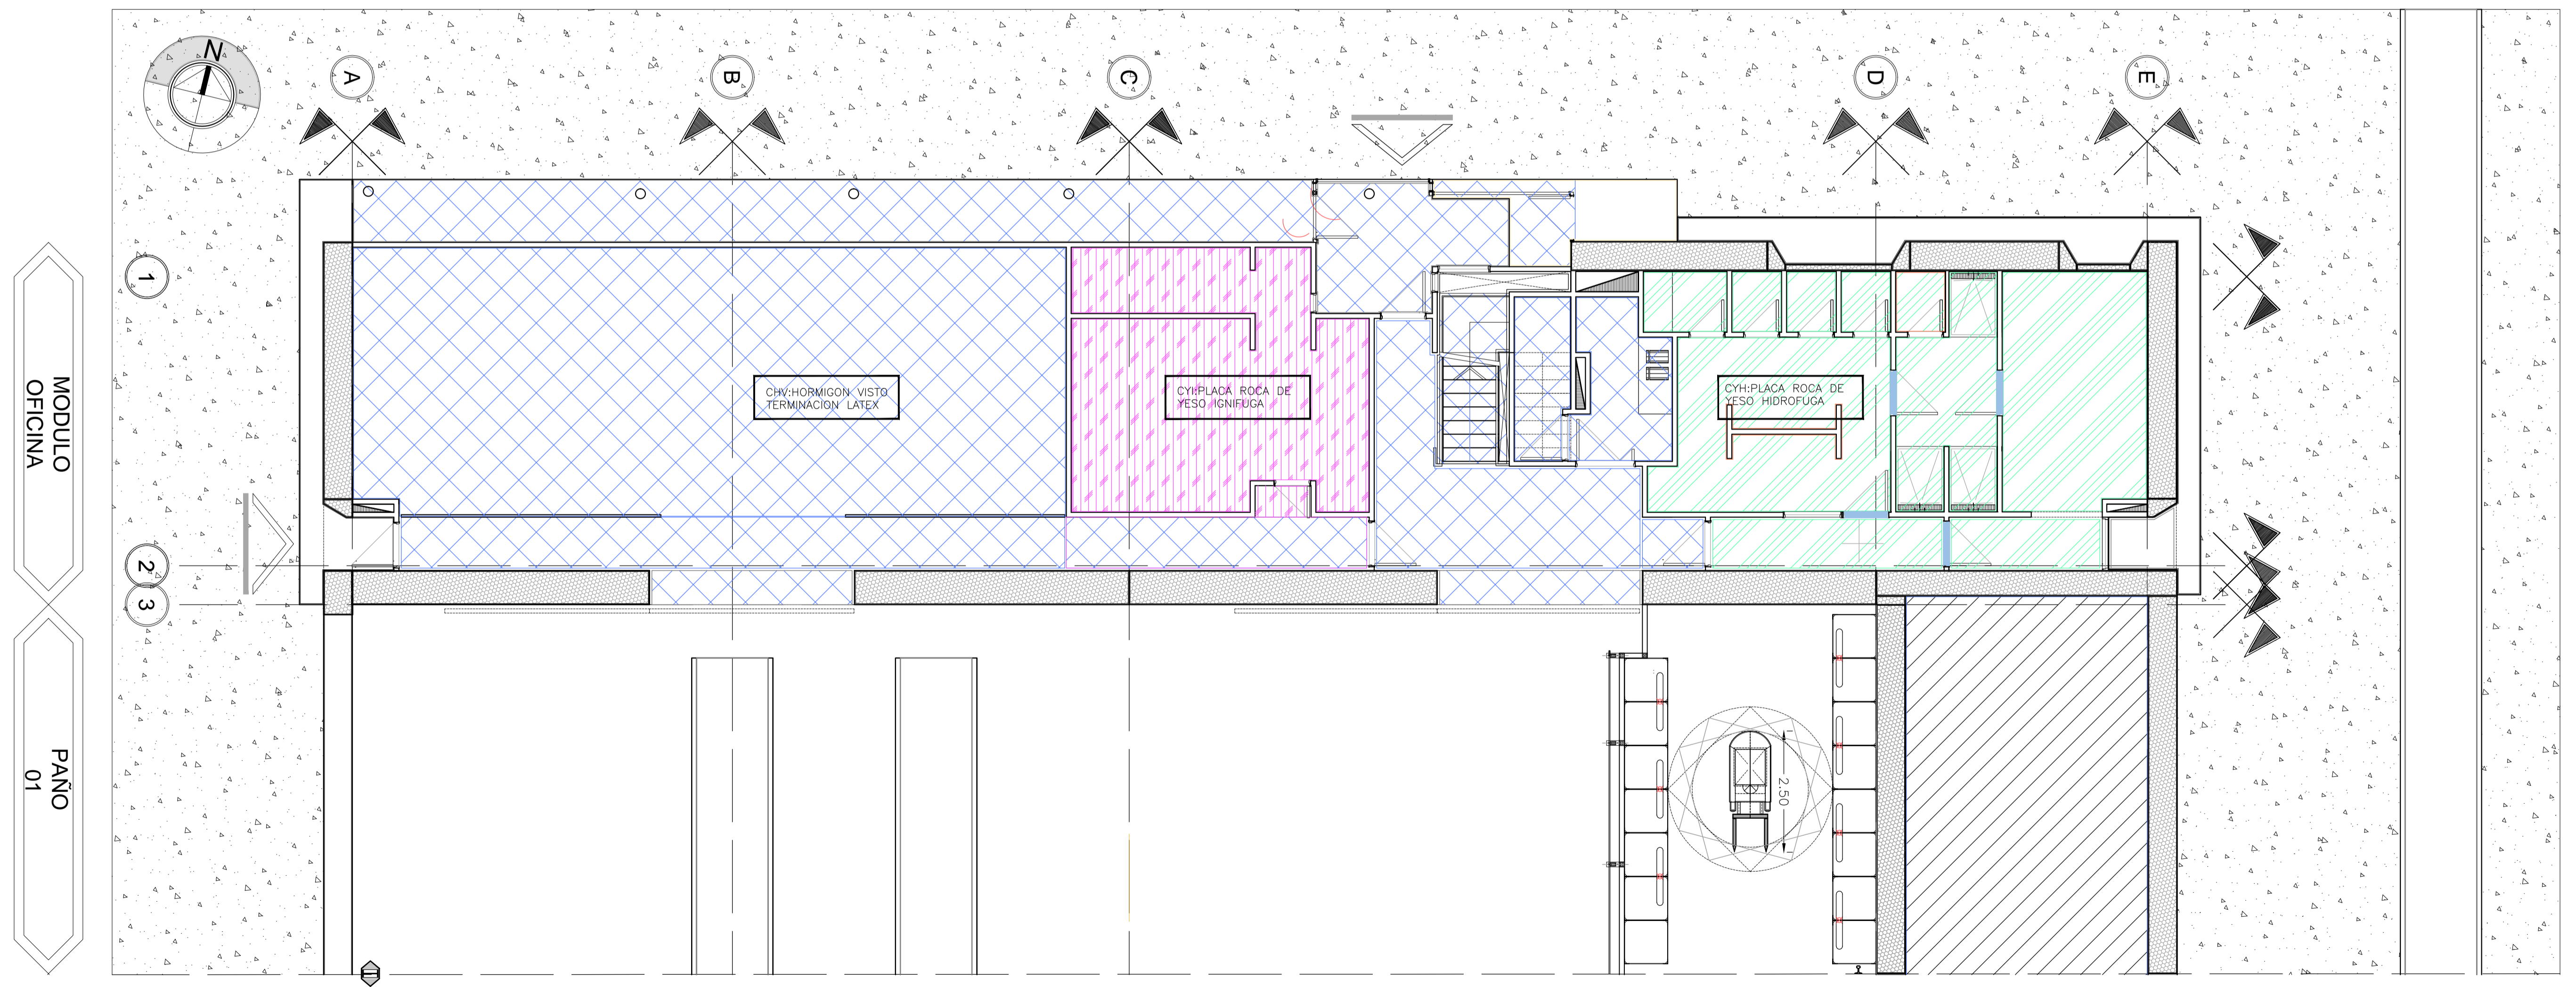 N
A
B
C
D
E
1
2
3
MODULO
OFICINA
PAÑO
01
CHV:HORMIGON VISTO
TERMINACION LATEX
CYI:PLACA ROCA DE
YESO IGNIFUGA
CYH:PLACA ROCA DE
YESO HIDROFUGA
2.50